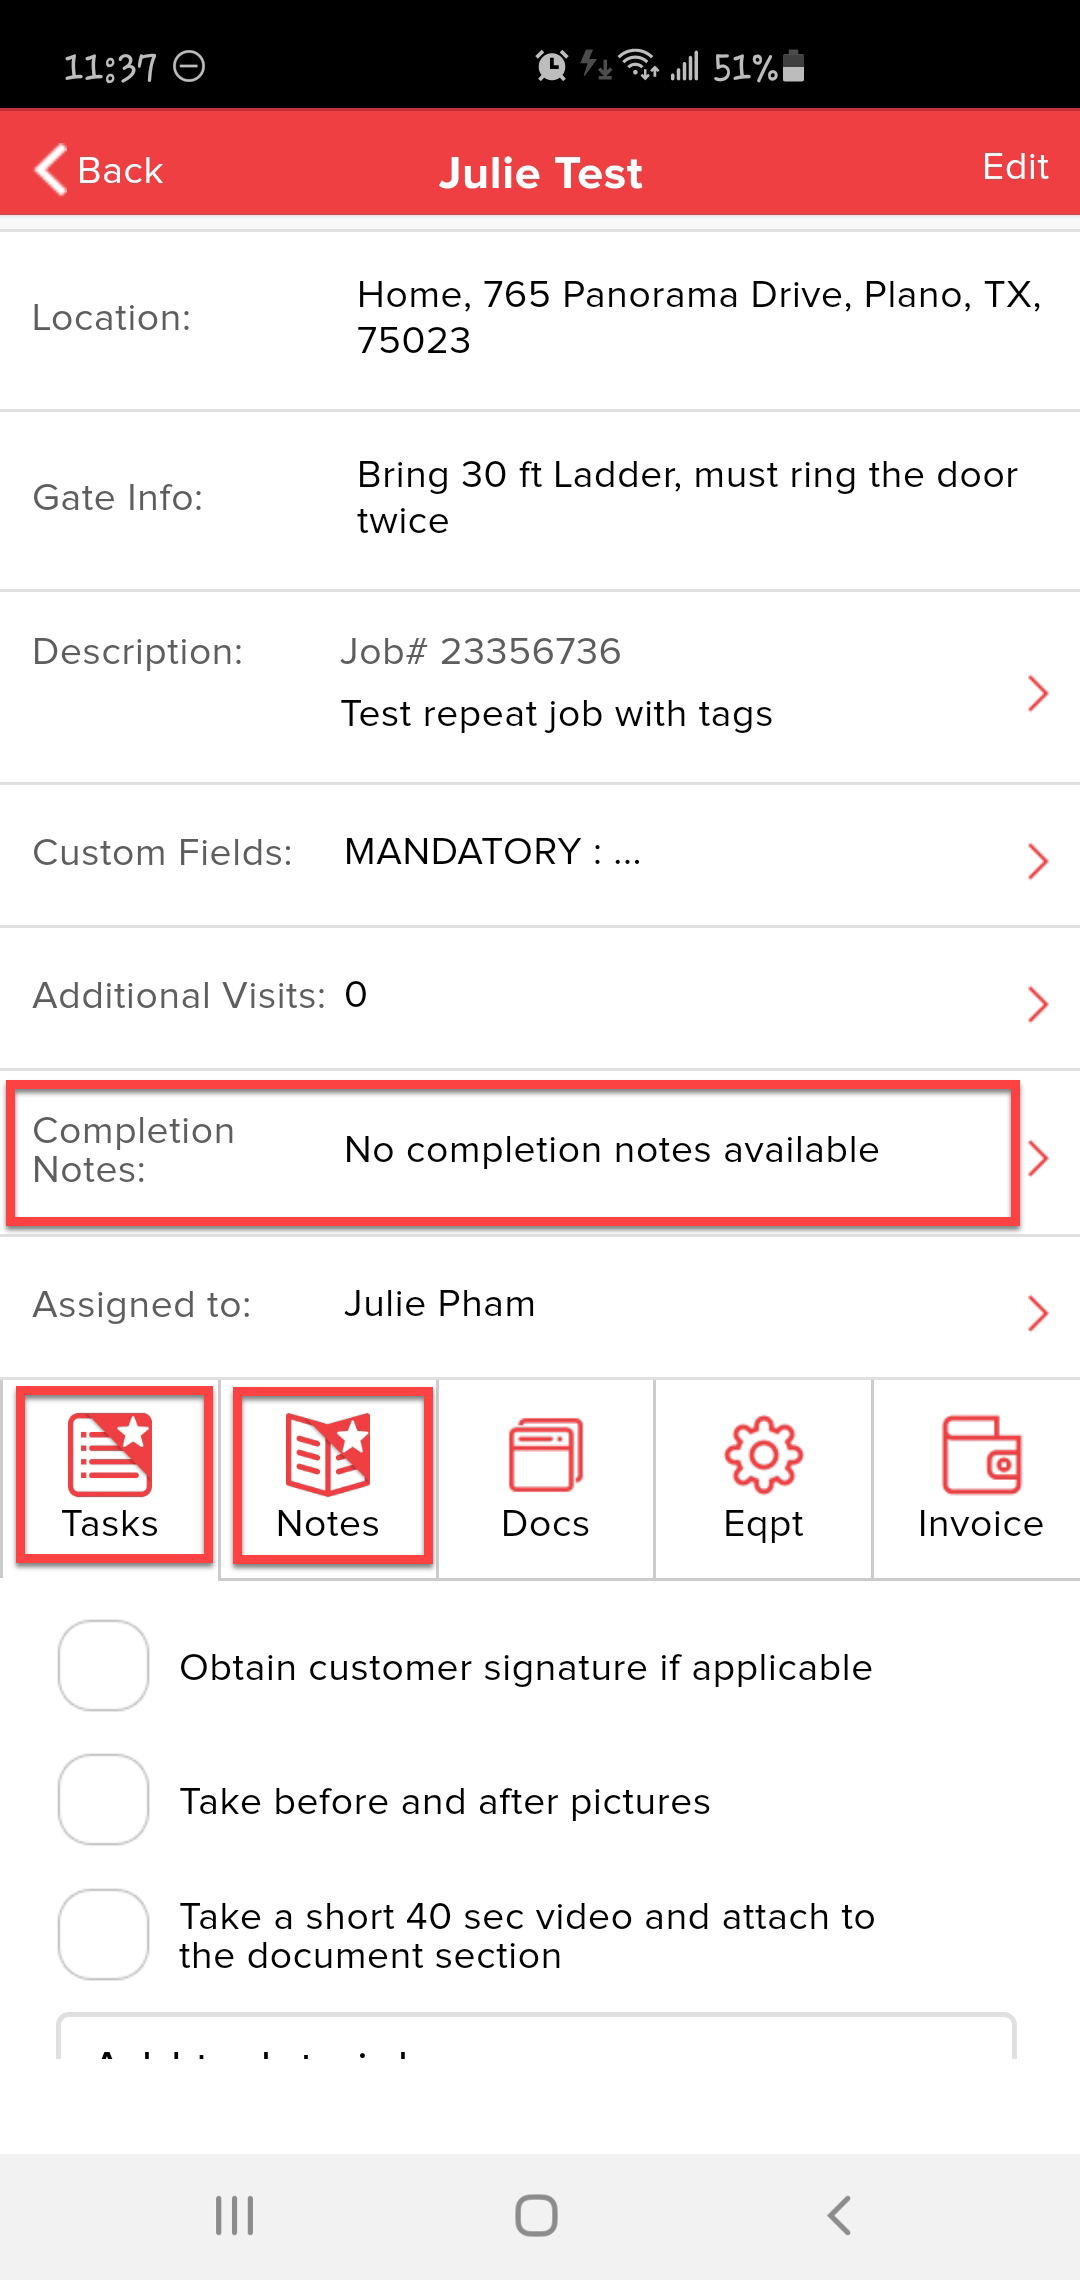 11:37
51%
Back
Julie Test
Edit
Location:
Home, 765 Panorama Drive, Plano, TX,
75023
Gate Info:
Bring 30 ft Ladder, must ring the door
twice
Description:
Job# 23356736
Test repeat job with tags
Custom Fields:
MANDATORY : ...
Additional Visits:
0
Completion
Notes:
No completion notes available
Assigned to:
Julie Pham
Tasks
Notes
Docs
Eqpt
Invoice
Obtain customer signature if applicable
Take before and after pictures
Take a short 40 sec video and attach to
the document section